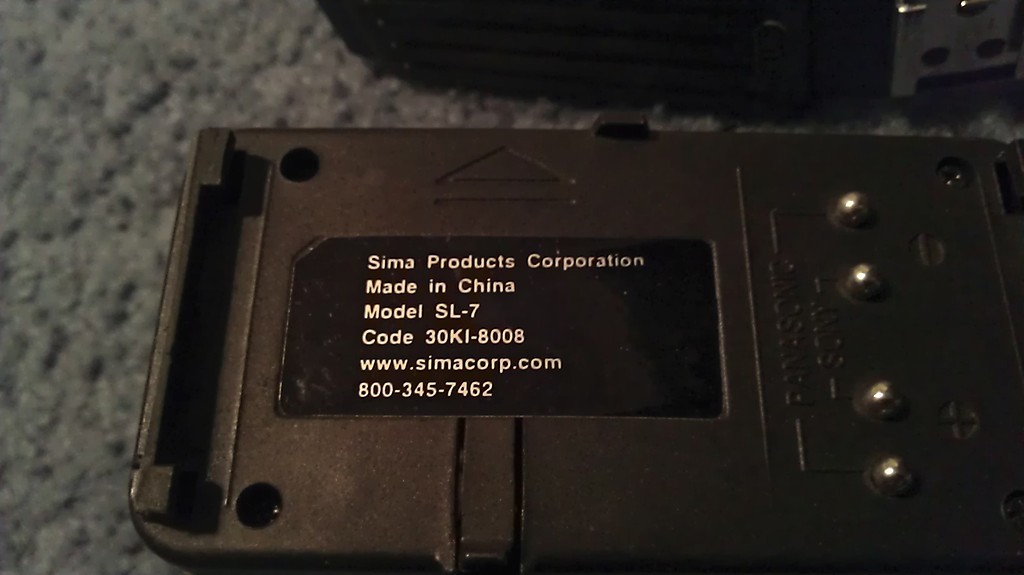 Sima Products Corporation
Made in China
Model SL-7
Code 30KI-8008
www.simacorp.com
800-345-7462
PANASONIC
SONY